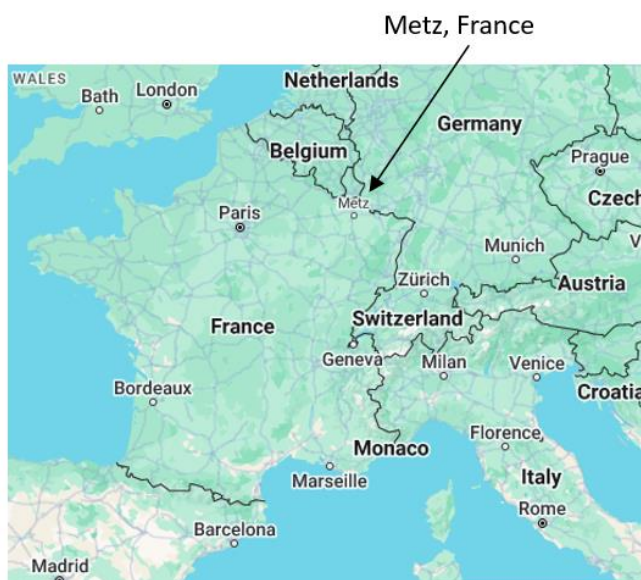 Metz, France
Netherlands
WALES
London
Bath
Germany
Belgium
Prague
Czech
Metz
Paris
Munich
V
Zürich
Austria
Switzerland
France
Geneva
Milan
Venice
Croatia
Bordeaux
Florence
Monaco
Italy
Marseille
Rome
Barcelona
Madrid